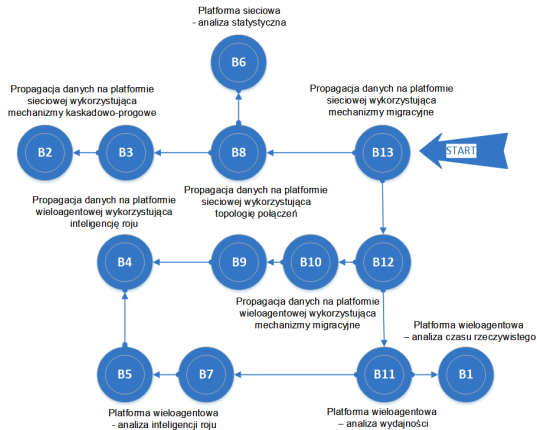 Platforma sieciowa
- analiza statystyczna
B6
Propagacja danych na platformie
sieciowej wykorzystująca
mechanizmy kaskadowo-progowe
Propagacja danych na platformie
sieciowej wykorzystująca
mechanizmy migracyjne
B2
B3
B8
B13
START
Propagacja danych na platformie
wieloagentowej wykorzystująca
inteligencję roju
Propagacja danych na platformie
sieciowej wykorzystująca
topologię połączeń
B4
B9
B10
B12
Propagacja danych na platformie
wieloagentowej wykorzystująca
mechanizmy migracyjne
Platforma wieloagentowa
– analiza czasu rzeczywistego
B5
B7
B11
B1
Platforma wieloagentowa
- analiza inteligencji roju
Platforma wieloagentowa
– analiza wydajności